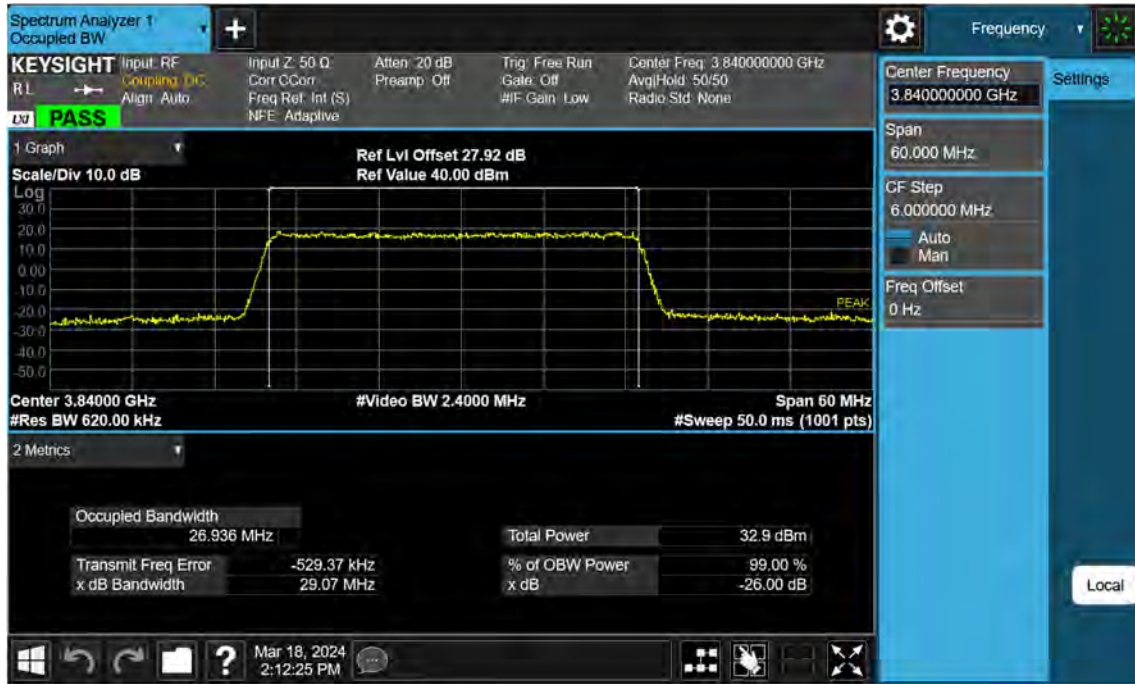 Spectrum Analyzer 1
Occupied BW
+
Frequency
KEYSIGHT
RL
LXI
PASS
Input: RF
Coupling: DC
Align: Auto
Input Z: 50 Ω
Corr CCorr
Freq Ref: Int (S)
NFE: Adaptive
Atten: 20 dB
Preamp: Off
Trig: Free Run
Gate: Off
#IF Gain: Low
Center Freq: 3.840000000 GHz
Avg|Hold: 50/50
Radio Std: None
1 Graph
Scale/Div 10.0 dB
Ref Lvl Offset 27.92 dB
Ref Value 40.00 dBm
Log
30.0
20.0
10.0
0.00
-10.0
-20.0
-30.0
-40.0
-50.0
PEAK
Center 3.84000 GHz
#Video BW 2.4000 MHz
Span 60 MHz
#Res BW 620.00 kHz
#Sweep 50.0 ms (1001 pts)
2 Metrics
Occupied Bandwidth
26.936 MHz
Total Power 32.9 dBm
Transmit Freq Error -529.37 kHz
% of OBW Power 99.00 %
x dB Bandwidth 29.07 MHz
x dB -26.00 dB
Center Frequency
3.840000000 GHz
Settings
Span
60.000 MHz
CF Step
6.000000 MHz
Auto
Man
Freq Offset
0 Hz
Local
?
Mar 18, 2024
2:12:25 PM